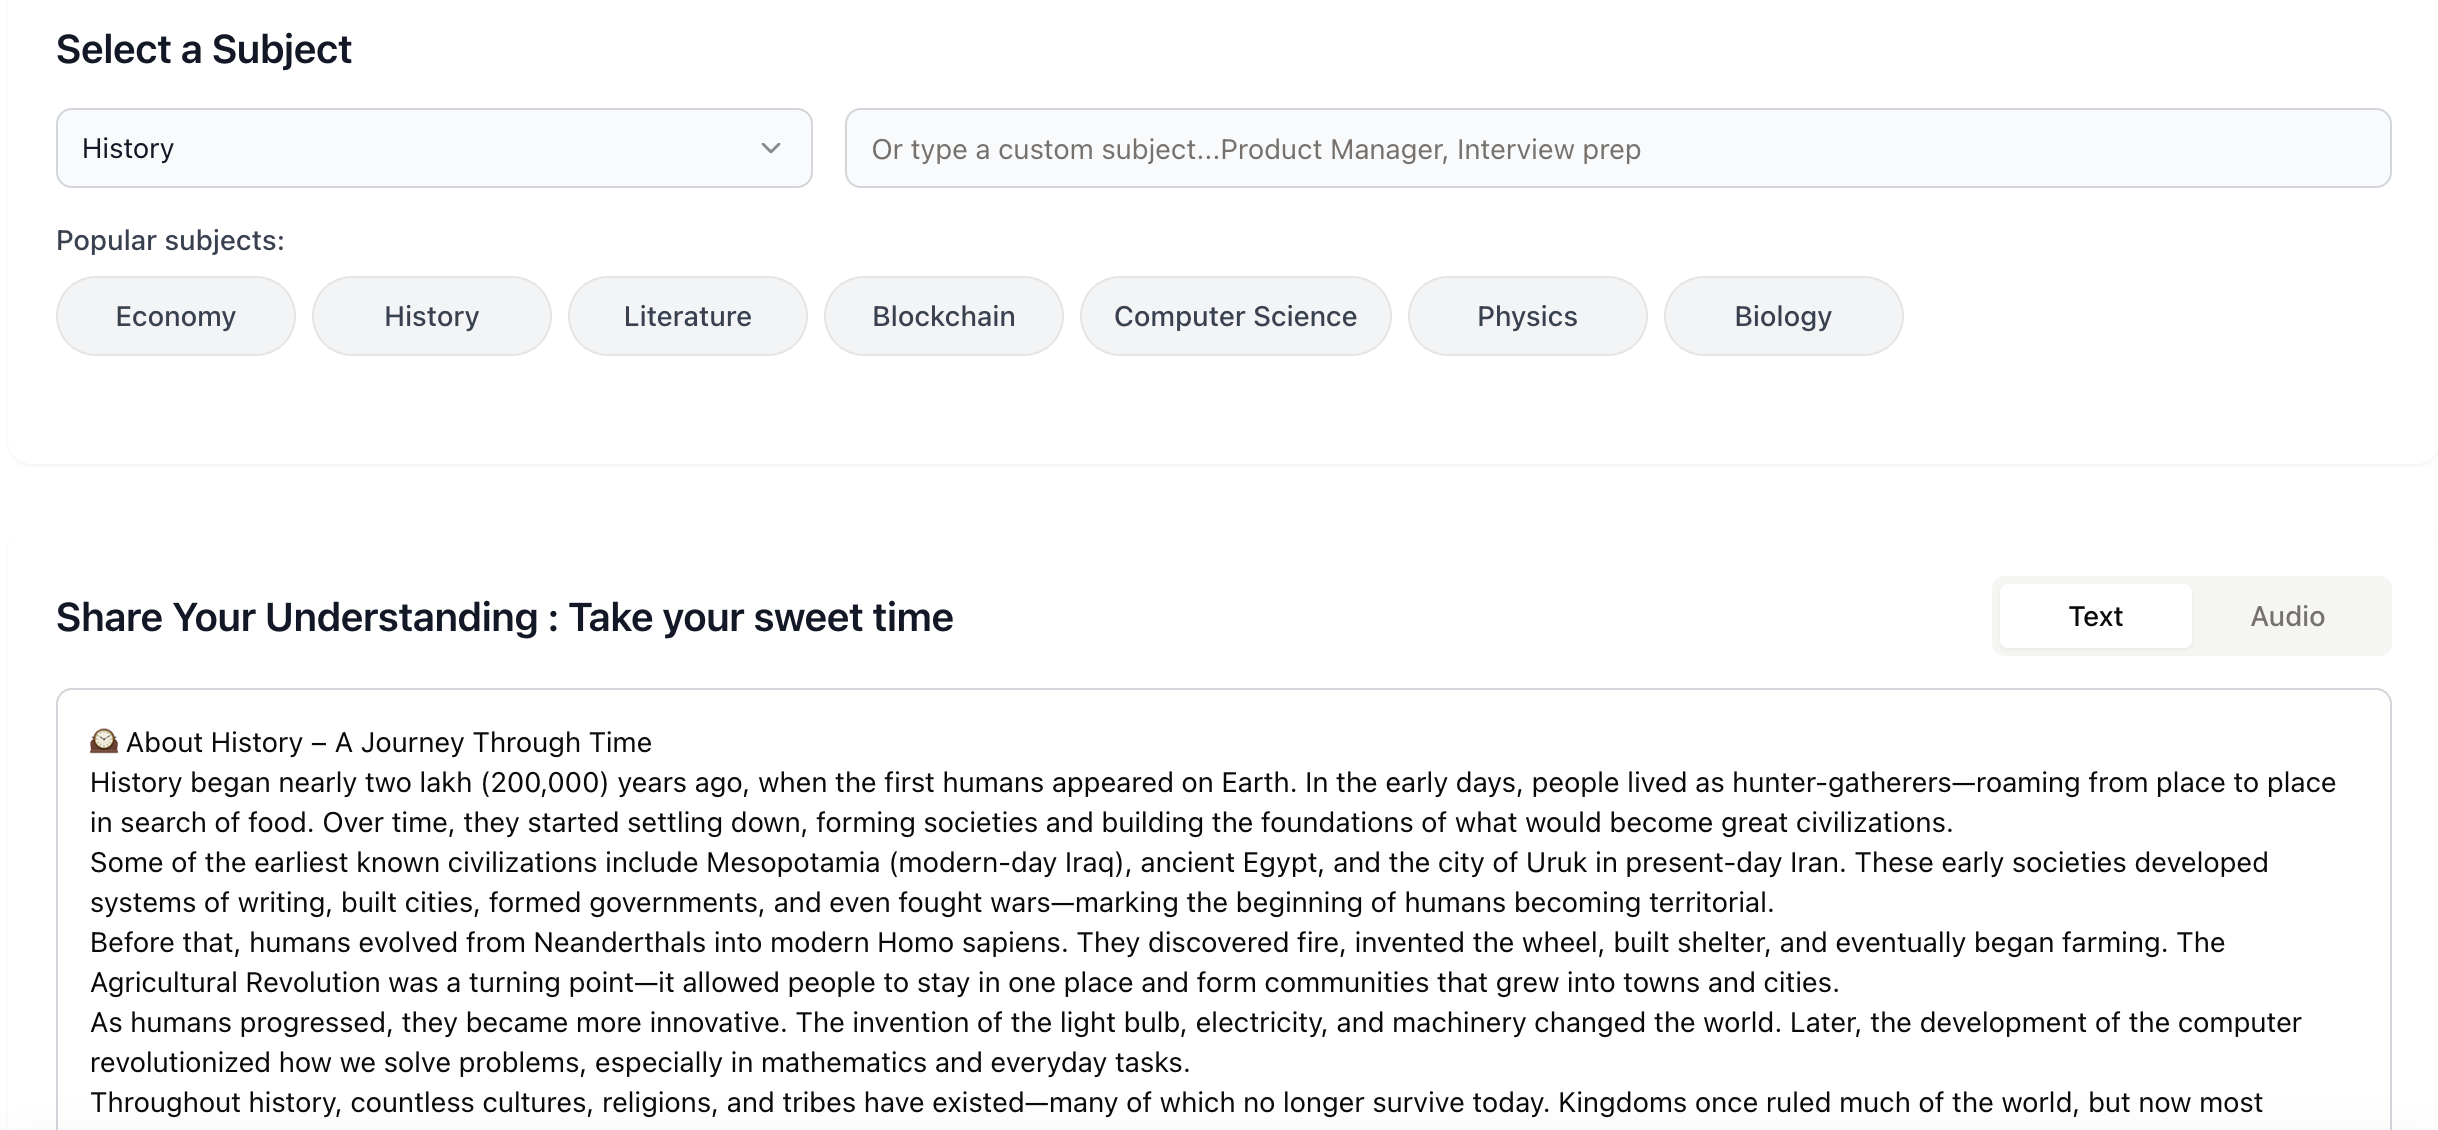 Select a Subject
History
Or type a custom subject...Product Manager, Interview prep
Popular subjects:
Economy
History
Literature
Blockchain
Computer Science
Physics
Biology
Share Your Understanding : Take your sweet time
Text
Audio
🕰️ About History – A Journey Through Time
History began nearly two lakh (200,000) years ago, when the first humans appeared on Earth. In the early days, people lived as hunter-gatherers—roaming from place to place
in search of food. Over time, they started settling down, forming societies and building the foundations of what would become great civilizations.
Some of the earliest known civilizations include Mesopotamia (modern-day Iraq), ancient Egypt, and the city of Uruk in present-day Iran. These early societies developed
systems of writing, built cities, formed governments, and even fought wars—marking the beginning of humans becoming territorial.
Before that, humans evolved from Neanderthals into modern Homo sapiens. They discovered fire, invented the wheel, built shelter, and eventually began farming. The
Agricultural Revolution was a turning point—it allowed people to stay in one place and form communities that grew into towns and cities.
As humans progressed, they became more innovative. The invention of the light bulb, electricity, and machinery changed the world. Later, the development of the computer
revolutionized how we solve problems, especially in mathematics and everyday tasks.
Throughout history, countless cultures, religions, and tribes have existed—many of which no longer survive today. Kingdoms once ruled much of the world, but now most